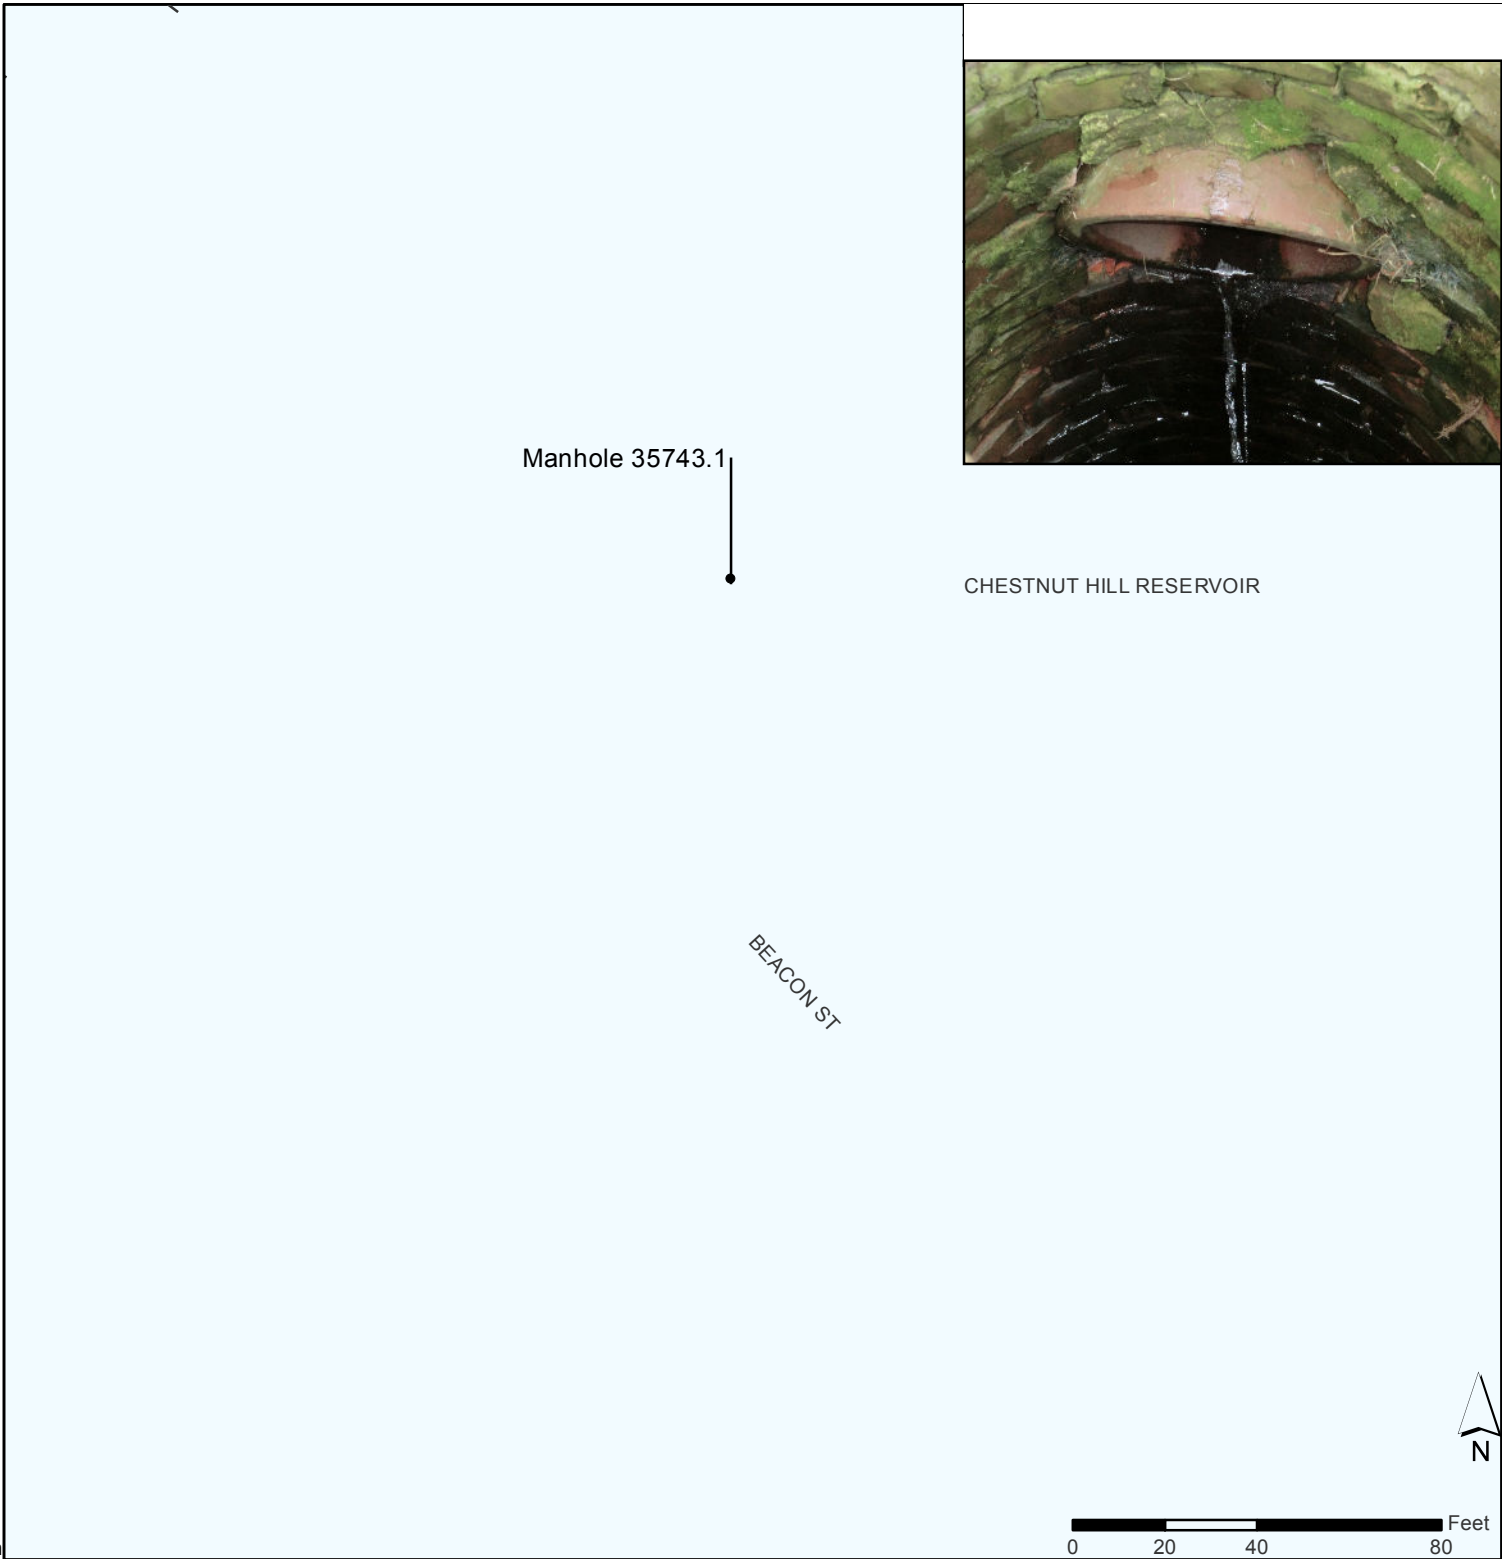 Manhole 35743.1
CHESTNUT HILL RESERVOIR
BEACON ST
N
Feet
0 20 40 80